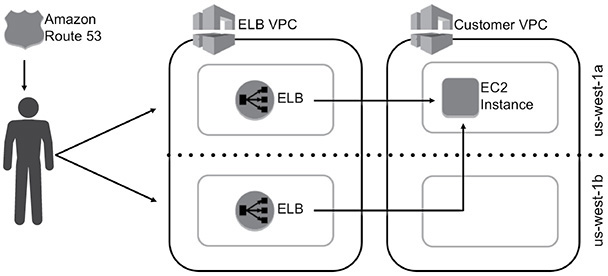 Amazon
Route 53
ELB VPC
Customer VPC
ELB
EC2
Instance
us-west-1a
ELB
us-west-1b